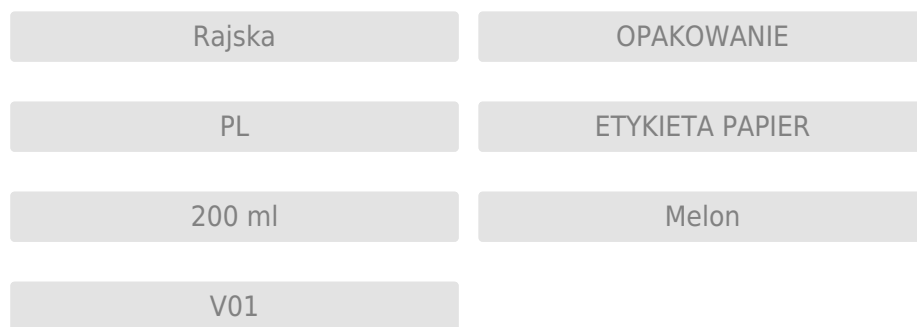 Rajska
OPAKOWANIE
PL
ETYKIETA PAPIER
200 ml
Melon
V01